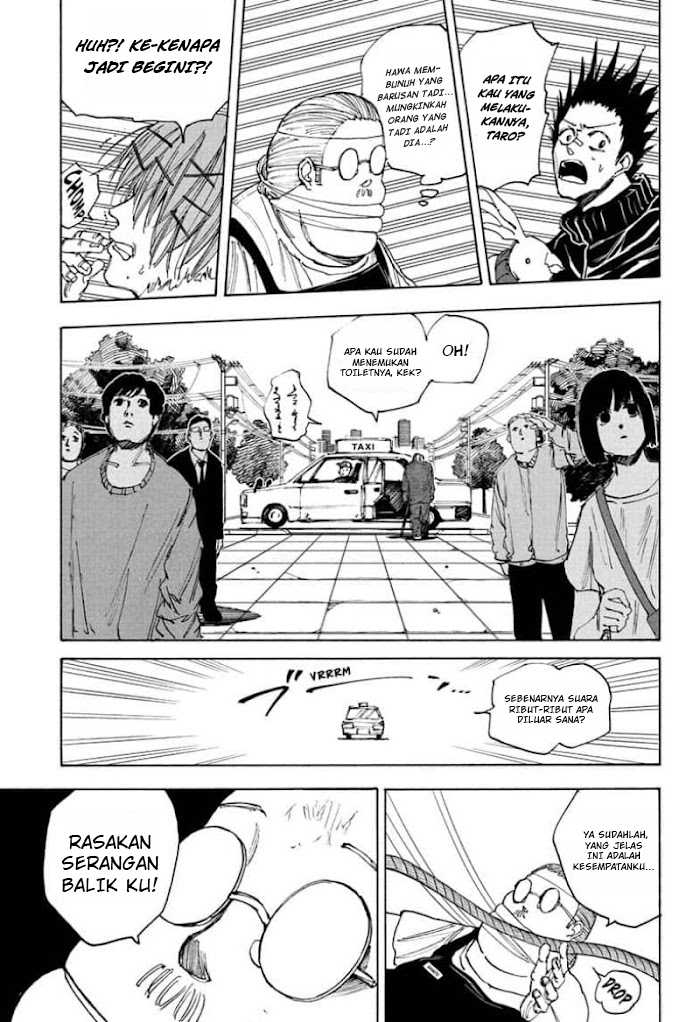 APA ITU
KAU YANG
MELAKU-
KANNYA,
TARO?
HAWA MEM-
BUNUH YANG
BARUSAN TADI...
MUNGKINKAH
ORANG YANG
TADI ADALAH
DIA...?
HUH?! KE-KENAPA
JADI BEGINI?!
CHOMP
OH!
APA KAU SUDAH
MENEMUKAN
TOILETNYA, KEK?
TAXI
SEBENARNYA SUARA
RIBUT-RIBUT APA
DILUAR SANA?
VRRRM
YA SUDAHLAH,
YANG JELAS
INI ADALAH
KESEMPATANKU...
DROP
RASAKAN
SERANGAN
BALIK KU!